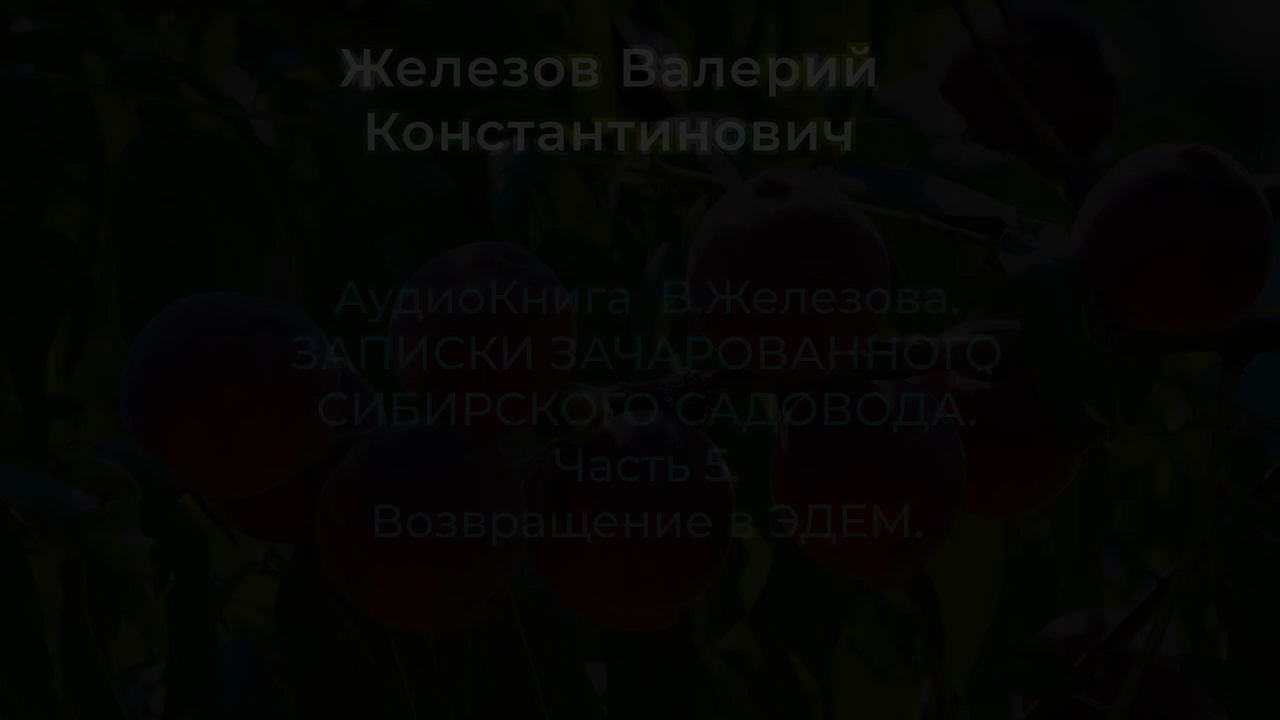 Железов Валерий
Константинович
АудиоКнига В.Железова.
ЗАПИСКИ ЗАЧАРОВАННОГО
СИБИРСКОГО САДОВОДА.
Часть 5.
Возвращение в ЭДЕМ.